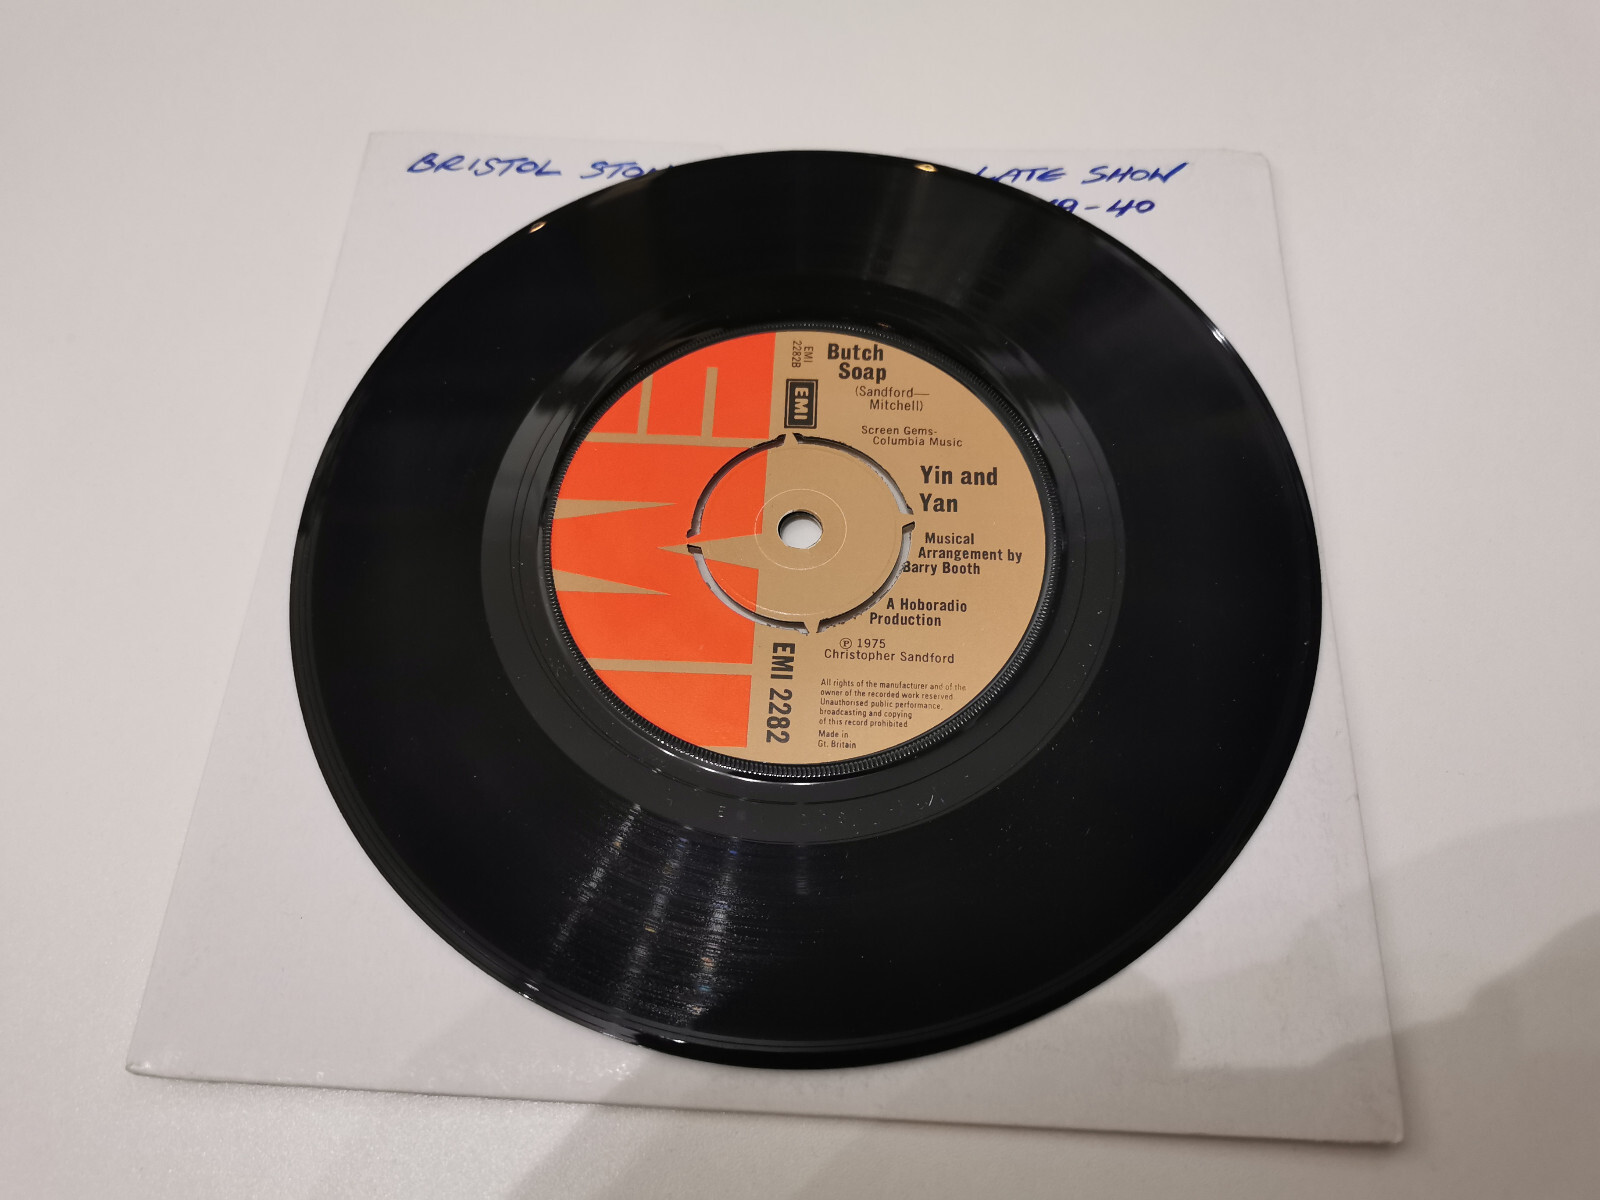 BRISTOL
LATE SHOW
- 40
EMI
2282B
EMI
Butch
Soap
(Sandford—
Mitchell)
Screen Gems-
Columbia Music
Yin and
Yan
Musical
Arrangement by
Barry Booth
A Hoboradio
Production
℗ 1975
Christopher Sandford
All rights of the manufacturer and of the
owner of the recorded work reserved
Unauthorised public performance,
broadcasting and copying
of this record prohibited
Made in
Gt. Britain
EMI 2282
EMI